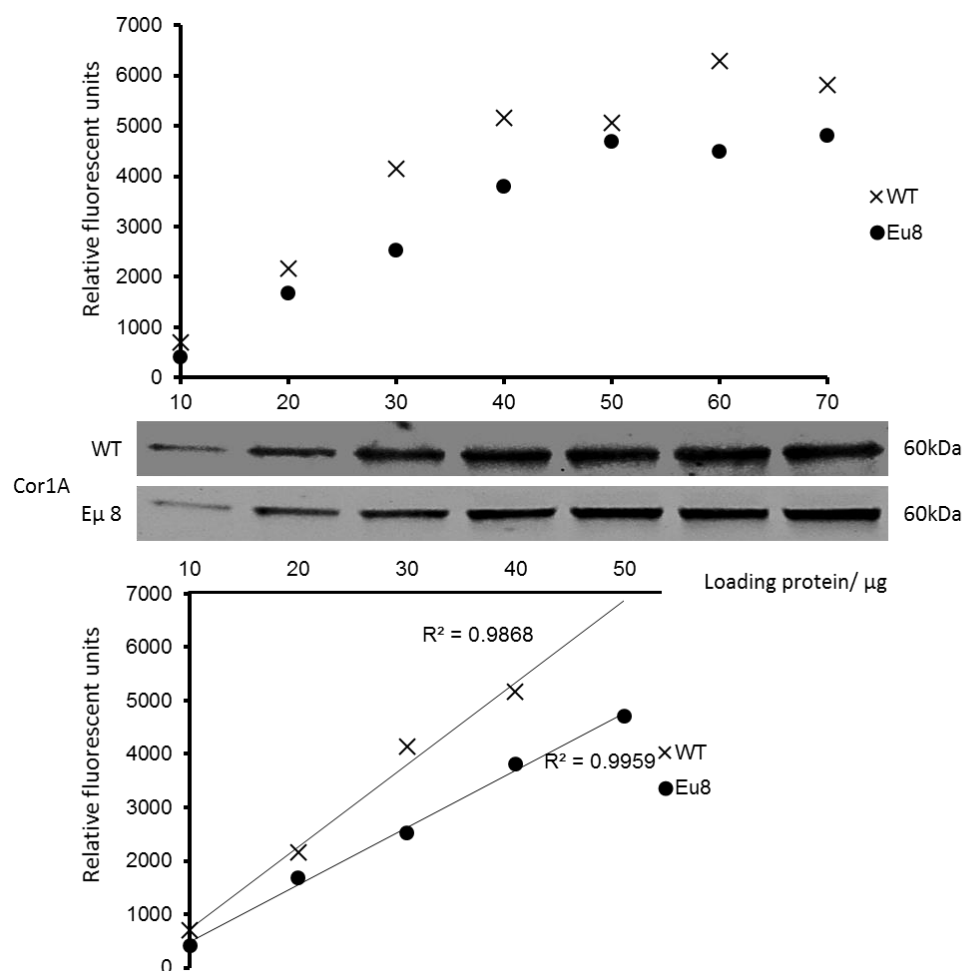 7000
6000
5000
4000
3000
2000
1000
0
Relative fluorescent units
×WT
●Eu8
10 20 30 40 50 60 70
WT 60kDa
Cor1A
Eµ 8 60kDa
10 20 30 40 50 Loading protein/ µg
7000
6000
5000
4000
3000
2000
1000
0
Relative fluorescent units
R² = 0.9868
R² = 0.9959
×WT
●Eu8